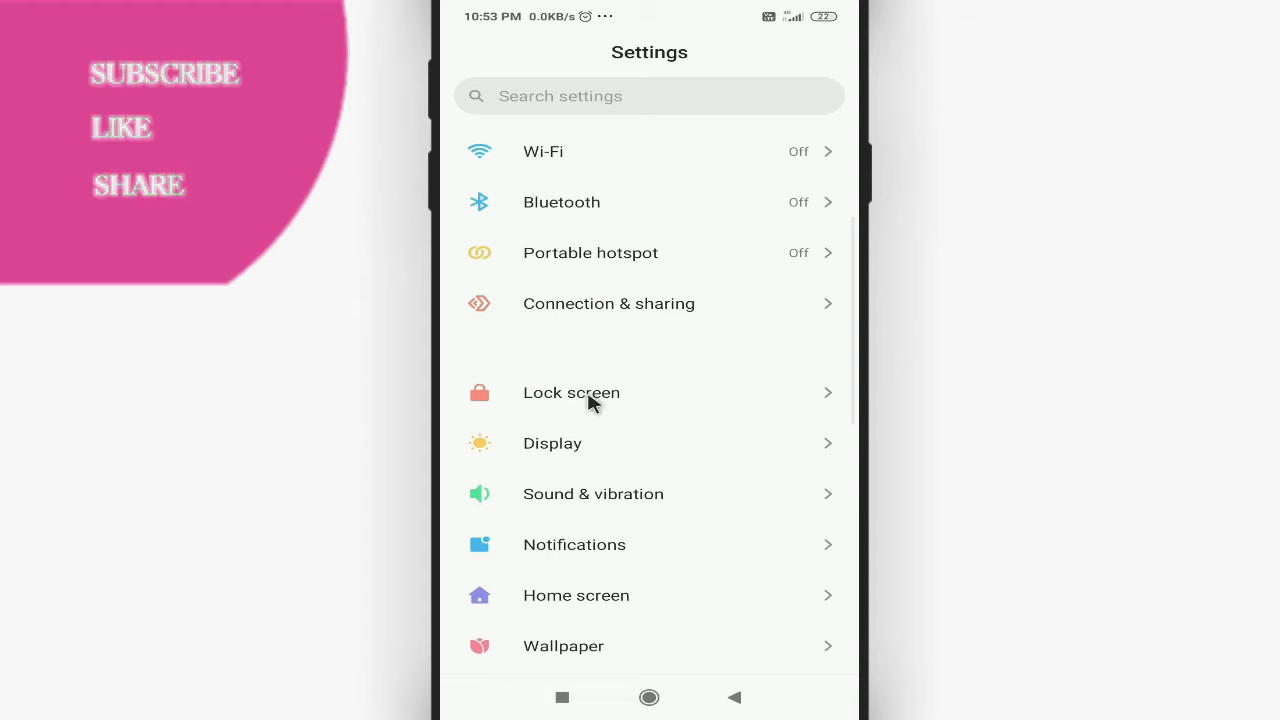 SUBSCRIBE
LIKE
SHARE
10:53 PM 0.0KB/s ... 22
Settings
Search settings
Wi-Fi Off
Bluetooth Off
Portable hotspot Off
Connection & sharing
Lock screen
Display
Sound & vibration
Notifications
Home screen
Wallpaper